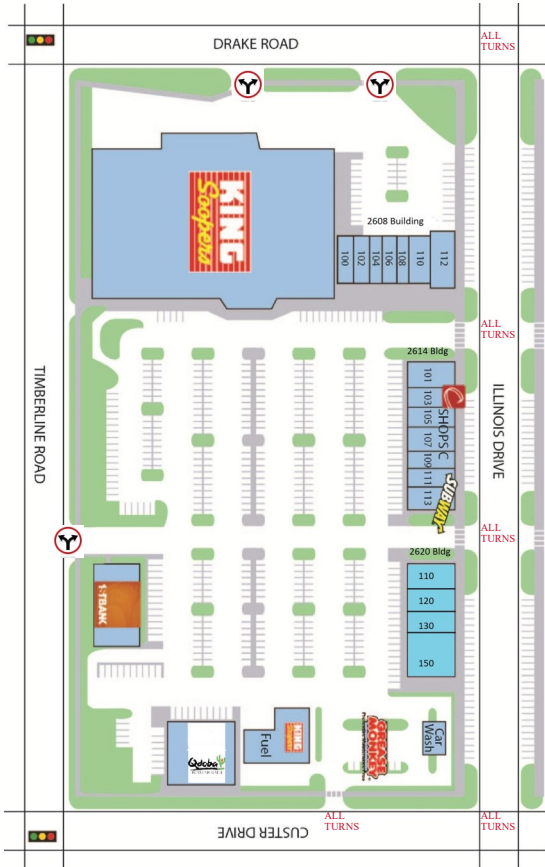 DRAKE ROAD
ALL
TURNS
KING
Soopers
2608 Building
100
102
104
106
108
110
112
ALL
TURNS
2614 Bldg
101
103
105
107
109
111
113
SHOPS C
SUBWAY
TIMBERLINE ROAD
ILLINOIS DRIVE
ALL
TURNS
2620 Bldg
110
120
130
150
1STBANK
KING
Soopers
Fuel
Qdoba
GREASE
MONKEY
Car
Wash
ALL
TURNS
ALL
TURNS
CUSTER DRIVE